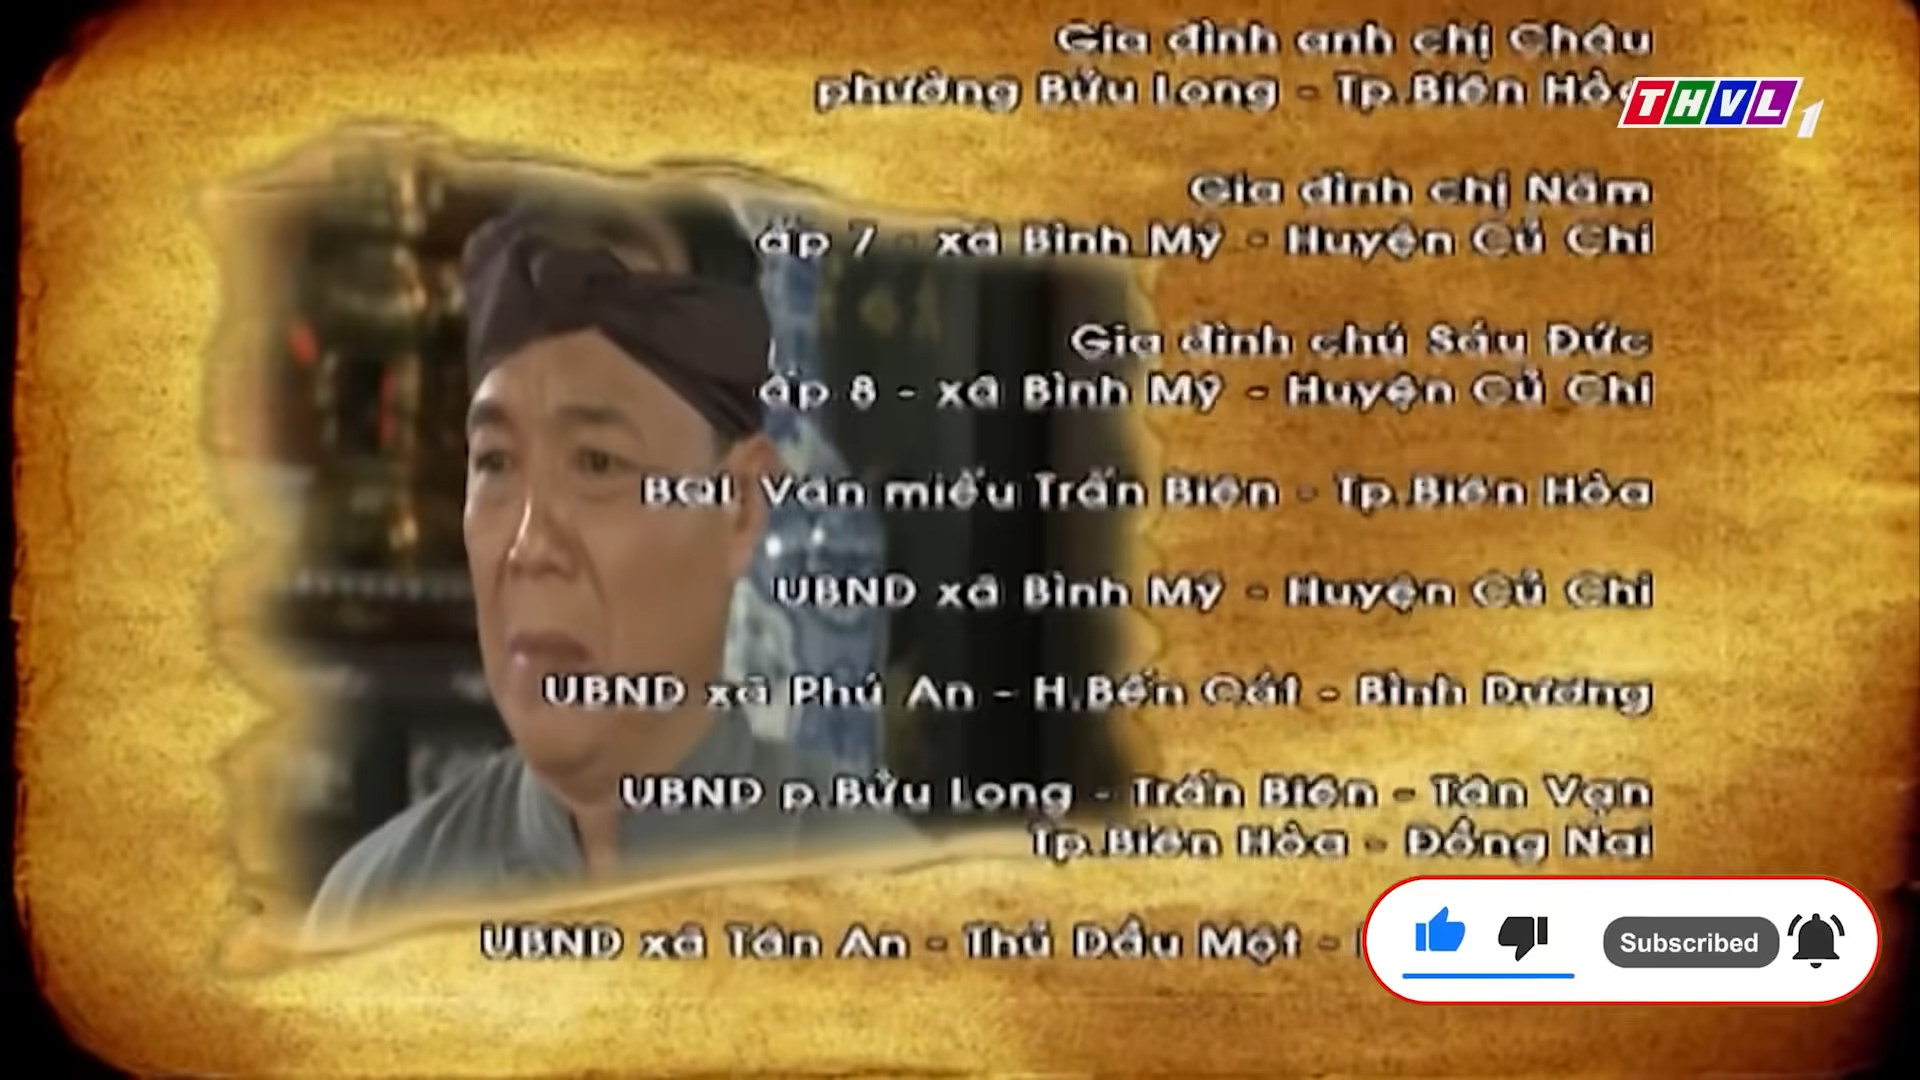 Gia đình anh chị Châu
phường Bửu Long - Tp.Biên Hòa
THVL1
Gia đình chị Năm
ấp 7 - xã Bình Mỹ - Huyện Củ Chi
Gia đình chú Sáu Đức
ấp 8 - xã Bình Mỹ - Huyện Củ Chi
BQL Văn miếu Trấn Biên - Tp.Biên Hòa
UBND xã Bình Mỹ - Huyện Củ Chi
UBND xã Phú An - H.Bến Cát - Bình Dương
UBND p.Bửu Long - Trấn Biên - Tân Vạn
Tp.Biên Hòa - Đồng Nai
UBND xã Tân An - Thủ Dầu Một -
Subscribed